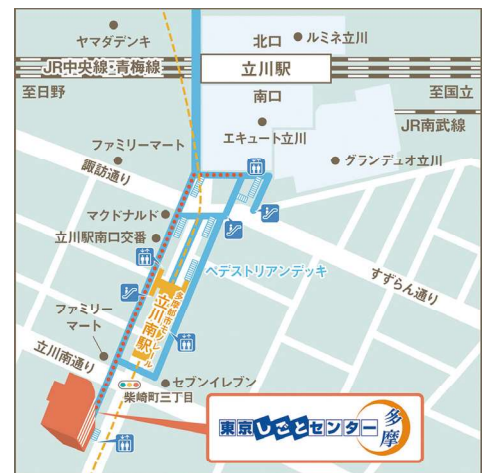 ヤマダデンキ
北口
ルミネ立川
JR中央線・青梅線
立川駅
至日野
南口
至国立
JR南武線
ファミリーマート
エキュート立川
グランデュオ立川
諏訪通り
マクドナルド
立川駅南口交番
ペデストリアンデッキ
すずらん通り
多摩都市モノレール
立川南駅
ファミリー
マート
立川南通り
セブンイレブン
柴崎町三丁目
東京しごとセンター多摩